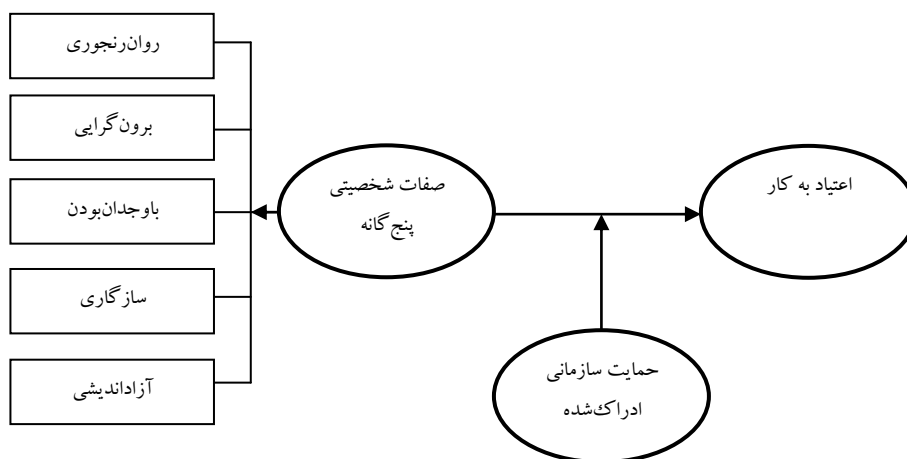 روان‌رنجوری
برون‌گرایی
باوجدان‌بودن
سازگاری
آزاداندیشی
صفات شخصیتی
پنج‌گانه
اعتیاد به کار
حمایت سازمانی
ادراک‌شده